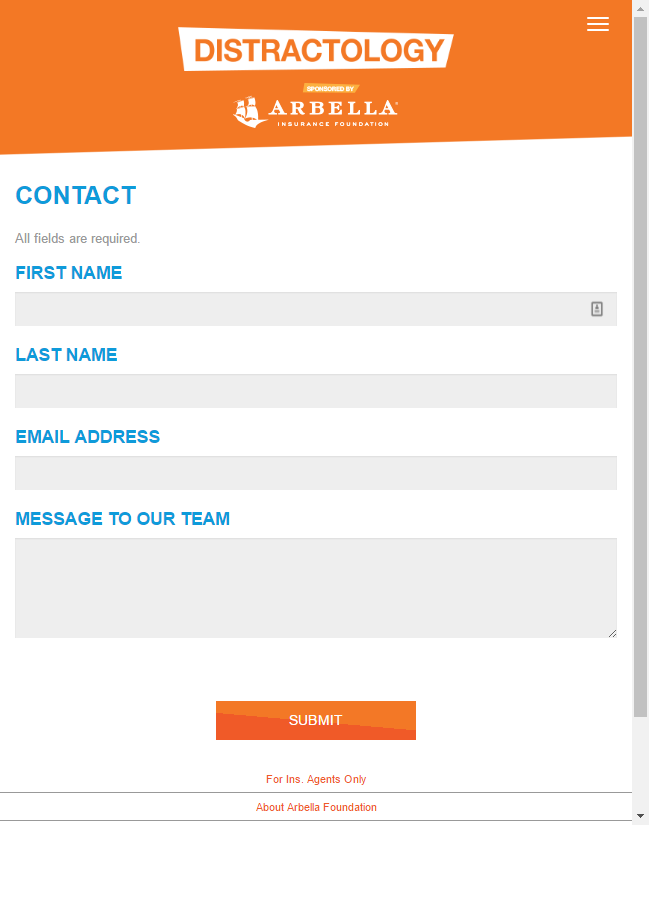 DISTRACTOLOGY
SPONSORED BY
ARBELLA
INSURANCE FOUNDATION
CONTACT
All fields are required.
FIRST NAME
LAST NAME
EMAIL ADDRESS
MESSAGE TO OUR TEAM
SUBMIT
For Ins. Agents Only
About Arbella Foundation